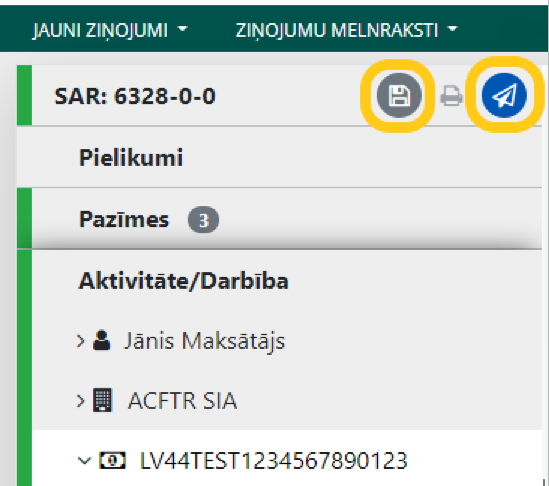 JAUNI ZIŅOJUMI ZIŅOJUMU MELNRAKSTI
SAR: 6328-0-0
Pielikumi
Pazīmes 3
Aktivitāte/Darbība
Jānis Maksātājs
ACFTR SIA
LV44TEST1234567890123